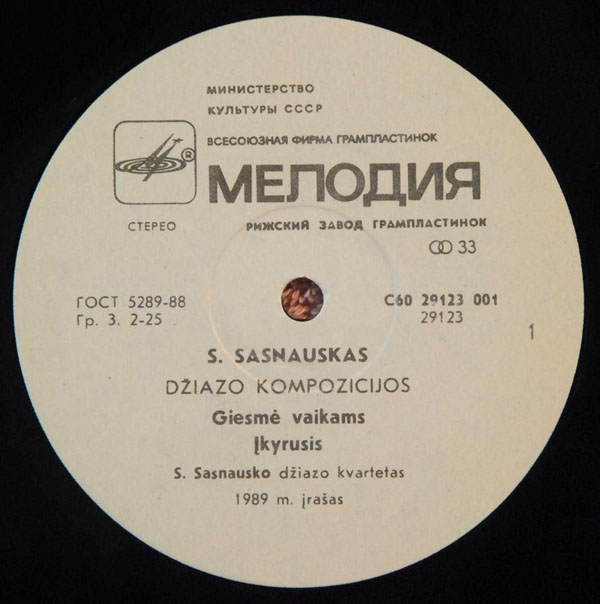 МИНИСТЕРСТВО
КУЛЬТУРЫ СССР
ВСЕСОЮЗНАЯ ФИРМА ГРАМПЛАСТИНОК
®
МЕЛОДИЯ
СТЕРЕО
РИЖСКИЙ ЗАВОД ГРАМПЛАСТИНОК
33
ГОСТ 5289-88
Гр. 3. 2-25
С60 29123 001
29123
1
S. SASNAUSKAS
DŽIAZO KOMPOZICIJOS
Giesmė vaikams
Įkyrusis
S. Sasnausko džiazo kvartetas
1989 m. įrašas